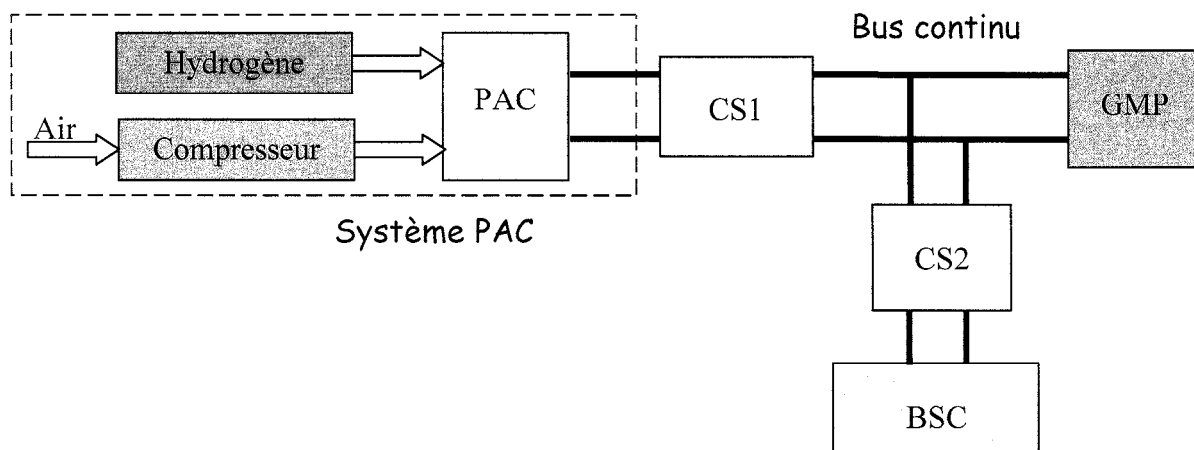 Bus continu
Hydrogène
PAC
CS1
GMP
Air
Compresseur
Système PAC
CS2
BSC